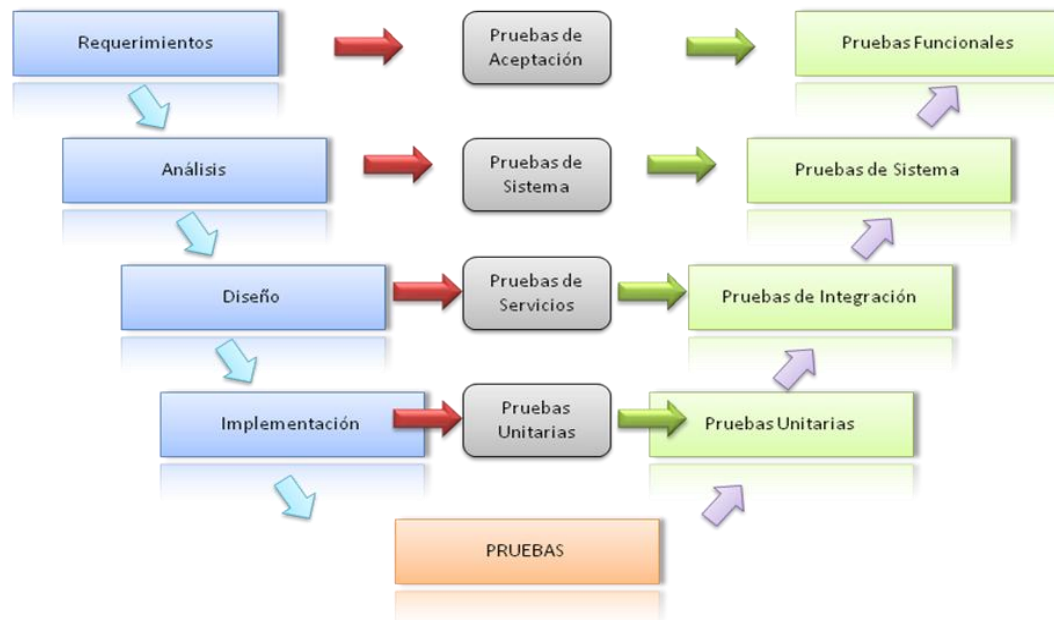 Requerimientos
Pruebas de
Aceptación
Pruebas Funcionales
Análisis
Pruebas de
Sistema
Pruebas de Sistema
Diseño
Pruebas de
Servicios
Pruebas de Integración
Implementación
Pruebas
Unitarias
Pruebas Unitarias
PRUEBAS